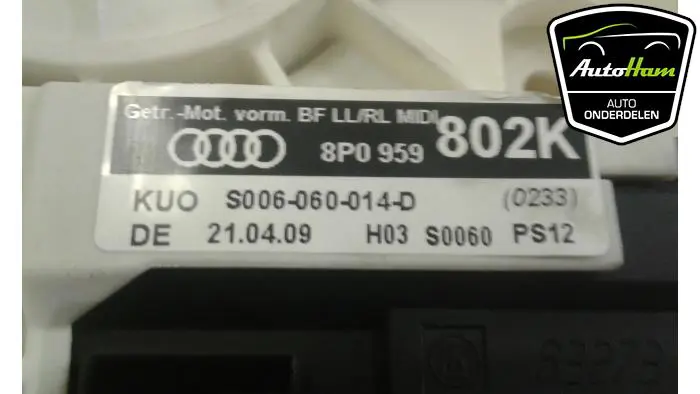 Getr.-Mot. vorm. BF LL/RL MIDI
8P0 959 802K
KUO S006-060-014-D (0233)
DE 21.04.09 H03 S0060 PS12
AutoHam
AUTO
ONDERDELEN